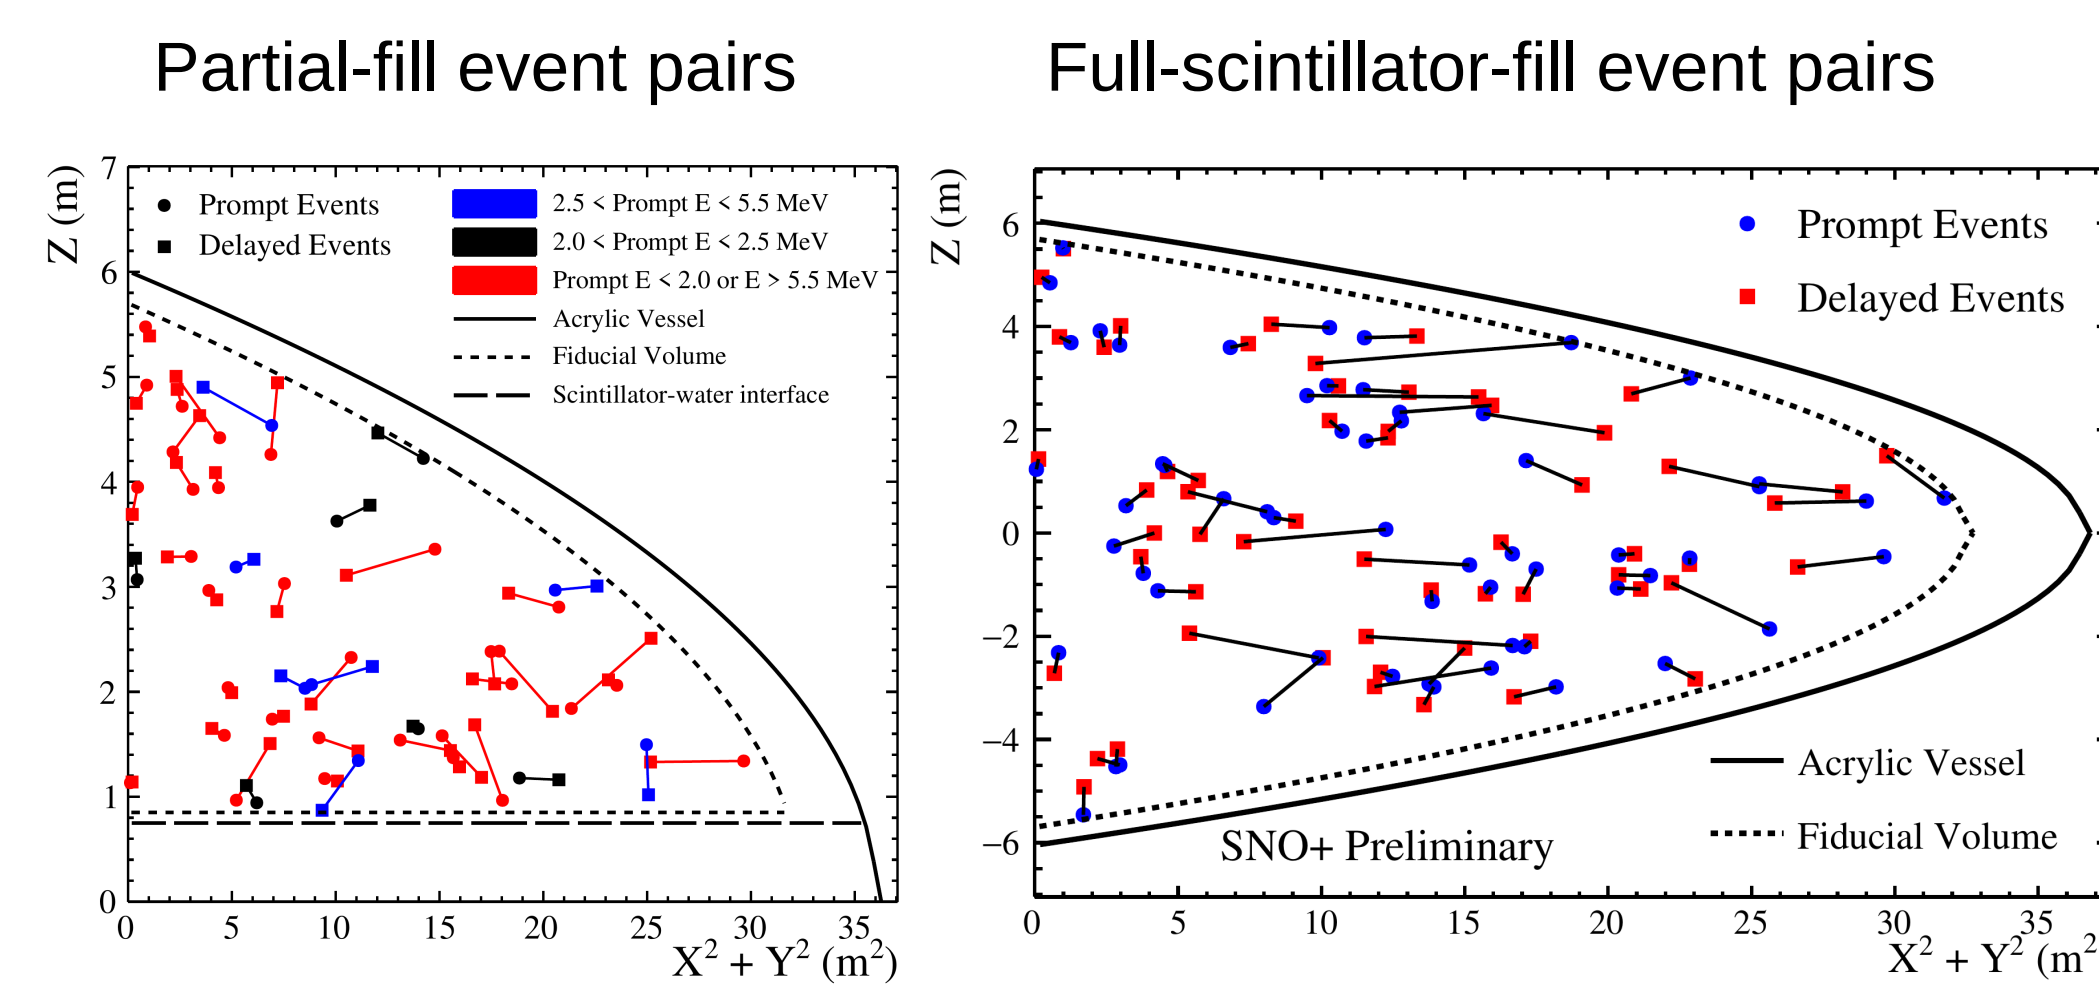 Partial-fill event pairs
Full-scintillator-fill event pairs
Z (m)
7
6
5
4
3
2
1
0
0 5 10 15 20 25 30 35
X² + Y² (m²)
Prompt Events
Delayed Events
2.5 < Prompt E < 5.5 MeV
2.0 < Prompt E < 2.5 MeV
Prompt E < 2.0 or E > 5.5 MeV
Acrylic Vessel
Fiducial Volume
Scintillator-water interface
Z (m)
6
4
2
0
−2
−4
−6
0 5 10 15 20 25 30 35
X² + Y² (m²
Prompt Events
Delayed Events
Acrylic Vessel
Fiducial Volume
SNO+ Preliminary